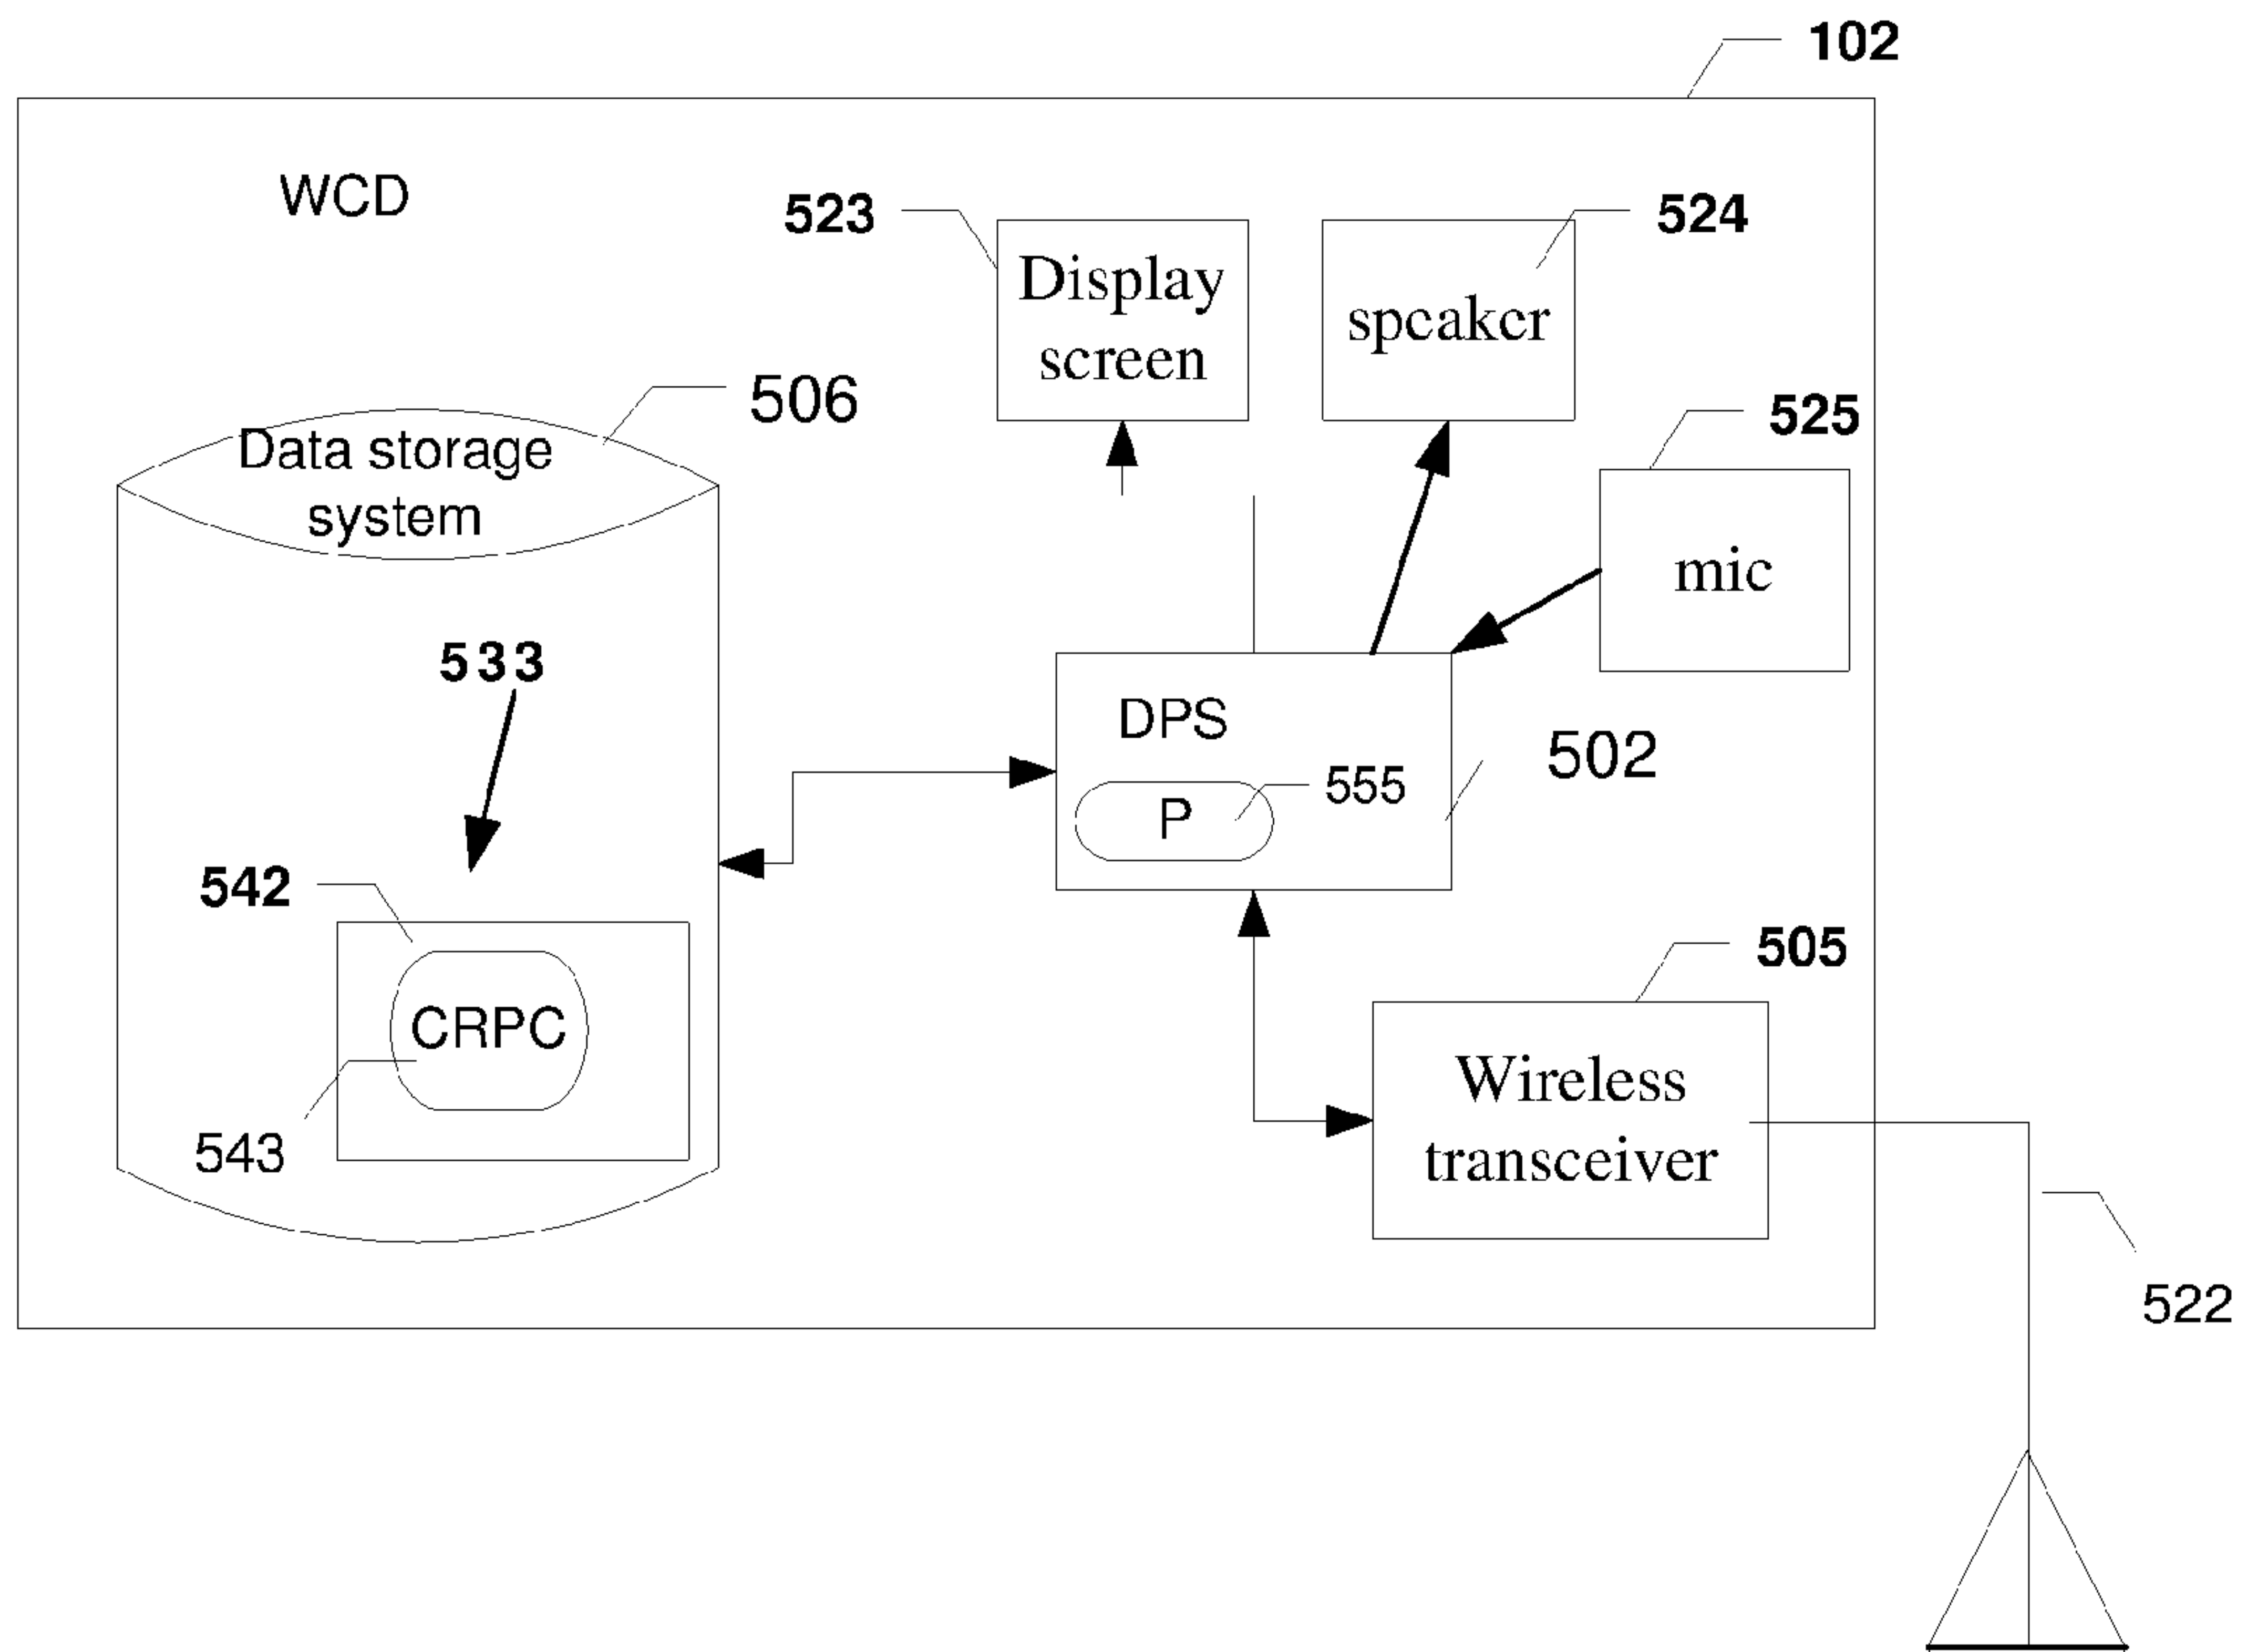 102
WCD
523
524
Display
screen
speaker
506
525
Data storage
system
mic
533
DPS
502
555
P
542
505
CRPC
Wireless
transceiver
543
522